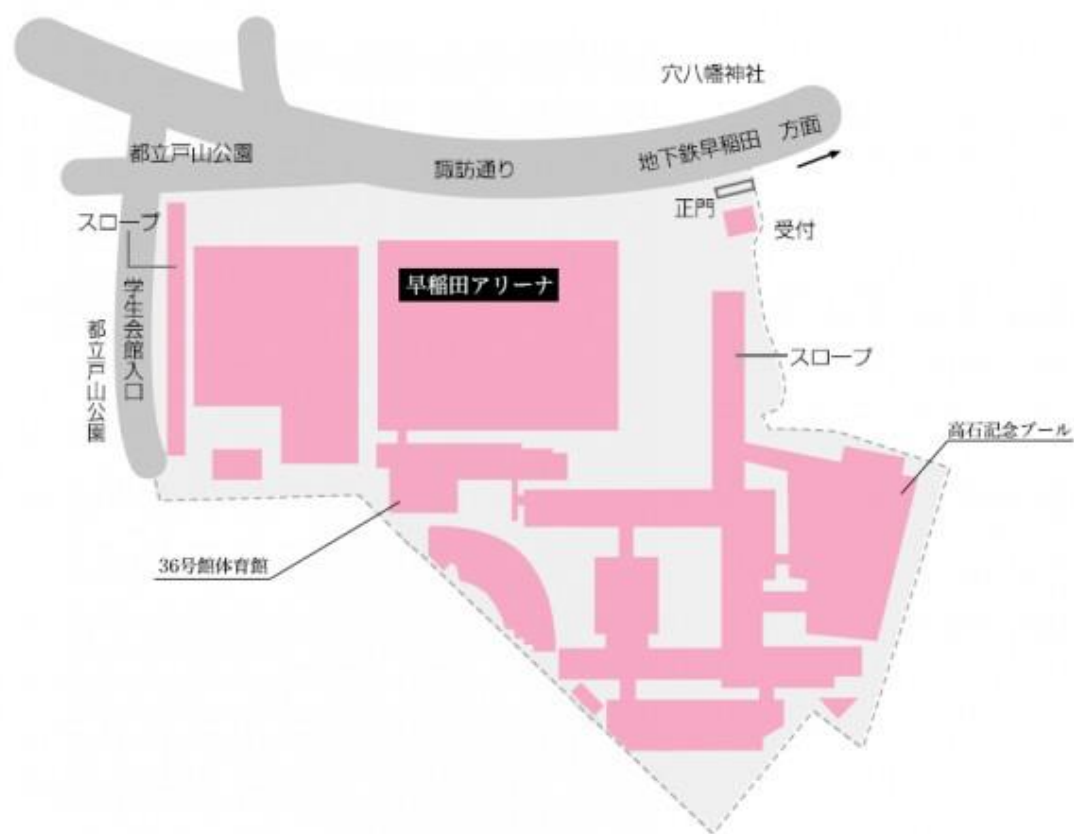 穴八幡神社
都立戸山公園
諏訪通り
地下鉄早稲田 方面
正門
受付
スロープ
早稲田アリーナ
学生会館入口
都立戸山公園
スロープ
高石記念プール
36号館体育館